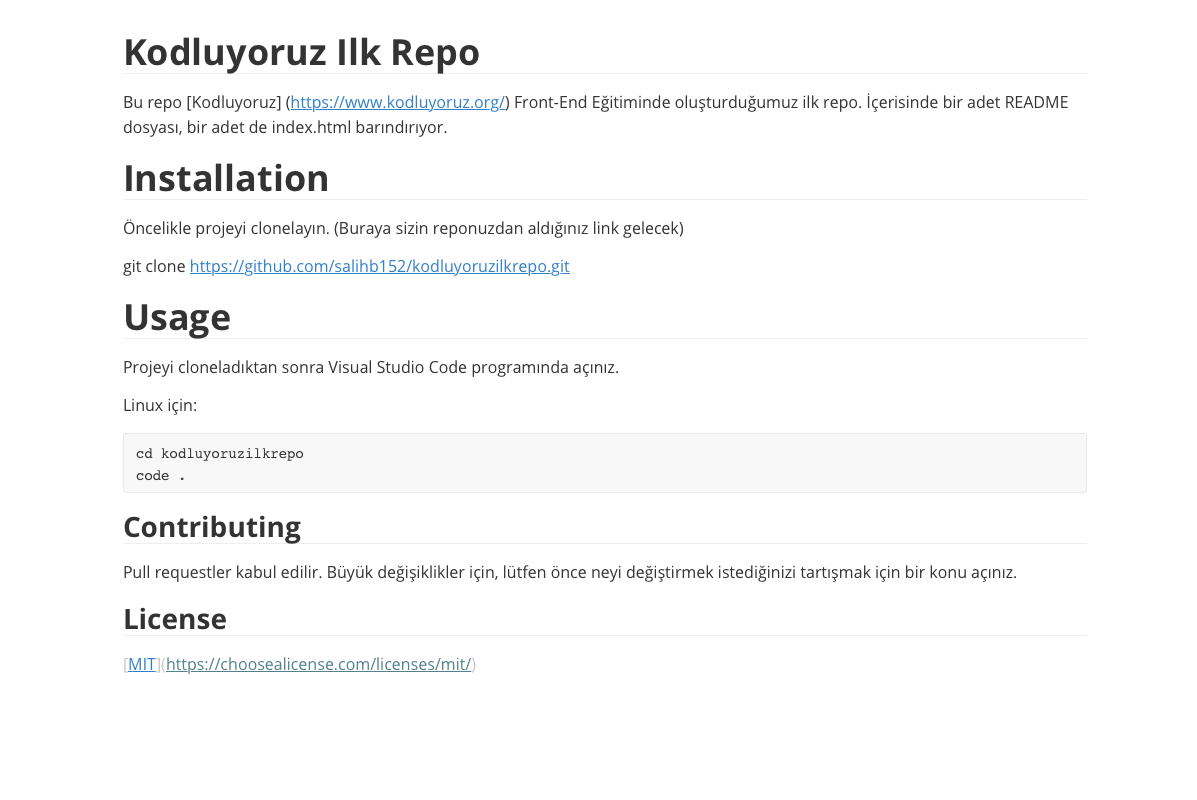 Kodluyoruz Ilk Repo
Bu repo [Kodluyoruz] (https://www.kodluyoruz.org/) Front-End Eğitiminde oluşturduğumuz ilk repo. İçerisinde bir adet README
dosyası, bir adet de index.html barındırıyor.
Installation
Öncelikle projeyi clonelayın. (Buraya sizin reponuzdan aldığınız link gelecek)
git clone https://github.com/salihb152/kodluyoruzilkrepo.git
Usage
Projeyi cloneladıktan sonra Visual Studio Code programında açınız.
Linux için:
cd kodluyoruzilkrepo
code .
Contributing
Pull requestler kabul edilir. Büyük değişiklikler için, lütfen önce neyi değiştirmek istediğinizi tartışmak için bir konu açınız.
License
[MIT](https://choosealicense.com/licenses/mit/)